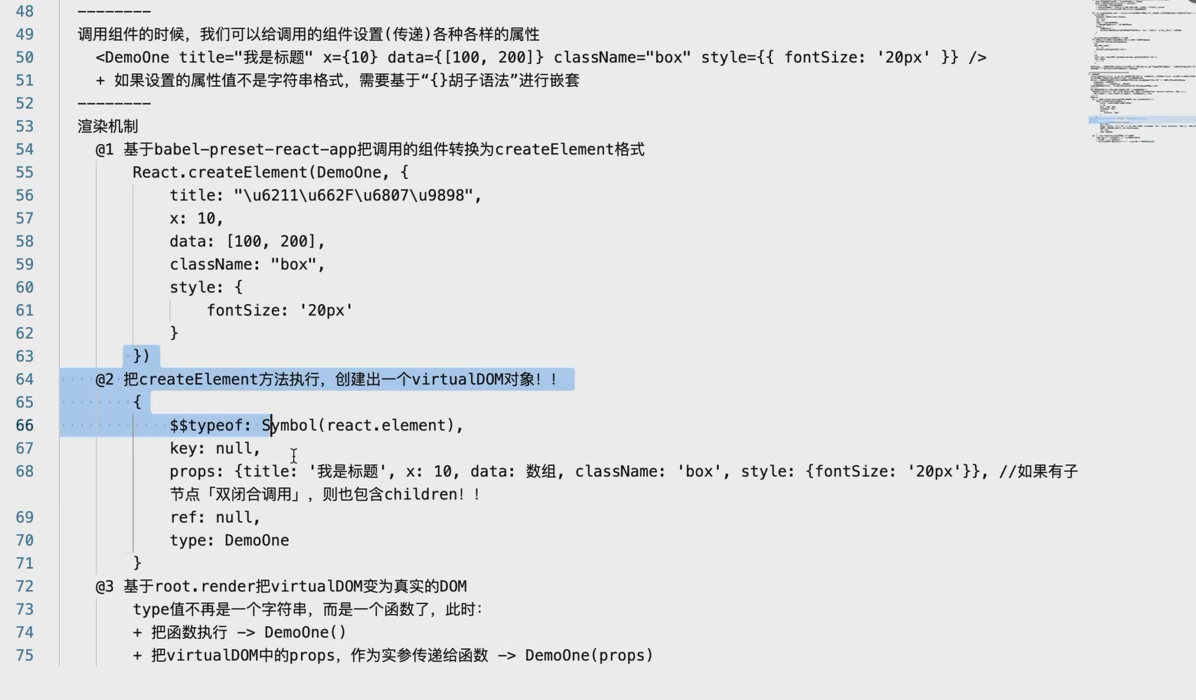 48 --------
49 调用组件的时候，我们可以给调用的组件设置(传递)各种各样的属性
50 <DemoOne title="我是标题" x={10} data={[100, 200]} className="box" style={{ fontSize: '20px' }} />
51 + 如果设置的属性值不是字符串格式，需要基于“{}胡子语法”进行嵌套
52 --------
53 渲染机制
54 @1 基于babel-preset-react-app把调用的组件转换为createElement格式
55 React.createElement(DemoOne, {
56 title: "\u6211\u662F\u6807\u9898",
57 x: 10,
58 data: [100, 200],
59 className: "box",
60 style: {
61 fontSize: '20px'
62 }
63 })
64 @2 把createElement方法执行，创建出一个virtualDOM对象！！
65 {
66 $$typeof: Symbol(react.element),
67 key: null,
68 props: {title: '我是标题', x: 10, data: 数组, className: 'box', style: {fontSize: '20px'}}, //如果有子
节点「双闭合调用」，则也包含children！！
69 ref: null,
70 type: DemoOne
71 }
72 @3 基于root.render把virtualDOM变为真实的DOM
73 type值不再是一个字符串，而是一个函数了，此时：
74 + 把函数执行 -> DemoOne()
75 + 把virtualDOM中的props，作为实参传递给函数 -> DemoOne(props)